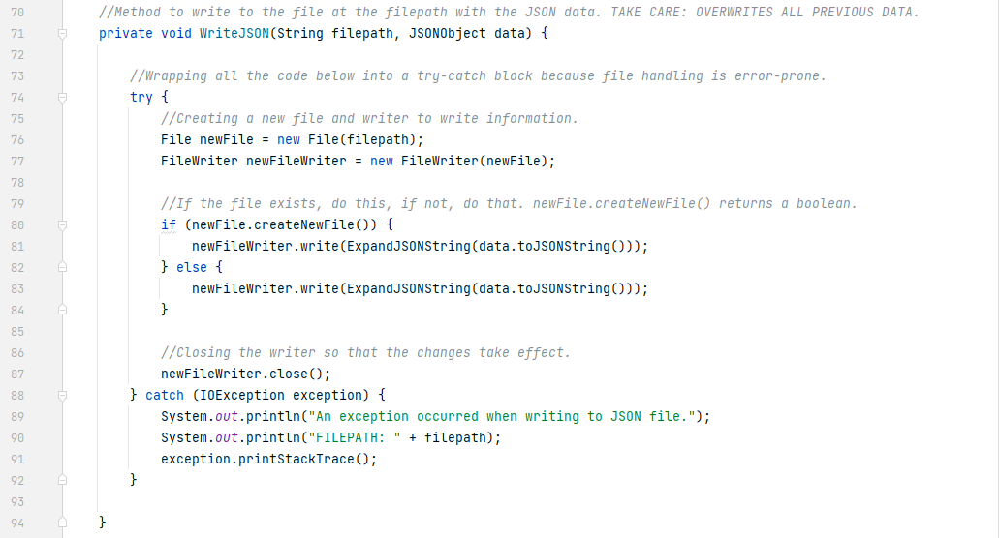 70 //Method to write to the file at the filepath with the JSON data. TAKE CARE: OVERWRITES ALL PREVIOUS DATA.
71 private void WriteJSON(String filepath, JSONObject data) {
72
73 //Wrapping all the code below into a try-catch block because file handling is error-prone.
74 try {
75 //Creating a new file and writer to write information.
76 File newFile = new File(filepath);
77 FileWriter newFileWriter = new FileWriter(newFile);
78
79 //If the file exists, do this, if not, do that. newFile.createNewFile() returns a boolean.
80 if (newFile.createNewFile()) {
81 newFileWriter.write(ExpandJSONString(data.toJSONString()));
82 } else {
83 newFileWriter.write(ExpandJSONString(data.toJSONString()));
84 }
85
86 //Closing the writer so that the changes take effect.
87 newFileWriter.close();
88 } catch (IOException exception) {
89 System.out.println("An exception occurred when writing to JSON file.");
90 System.out.println("FILEPATH: " + filepath);
91 exception.printStackTrace();
92 }
93
94 }